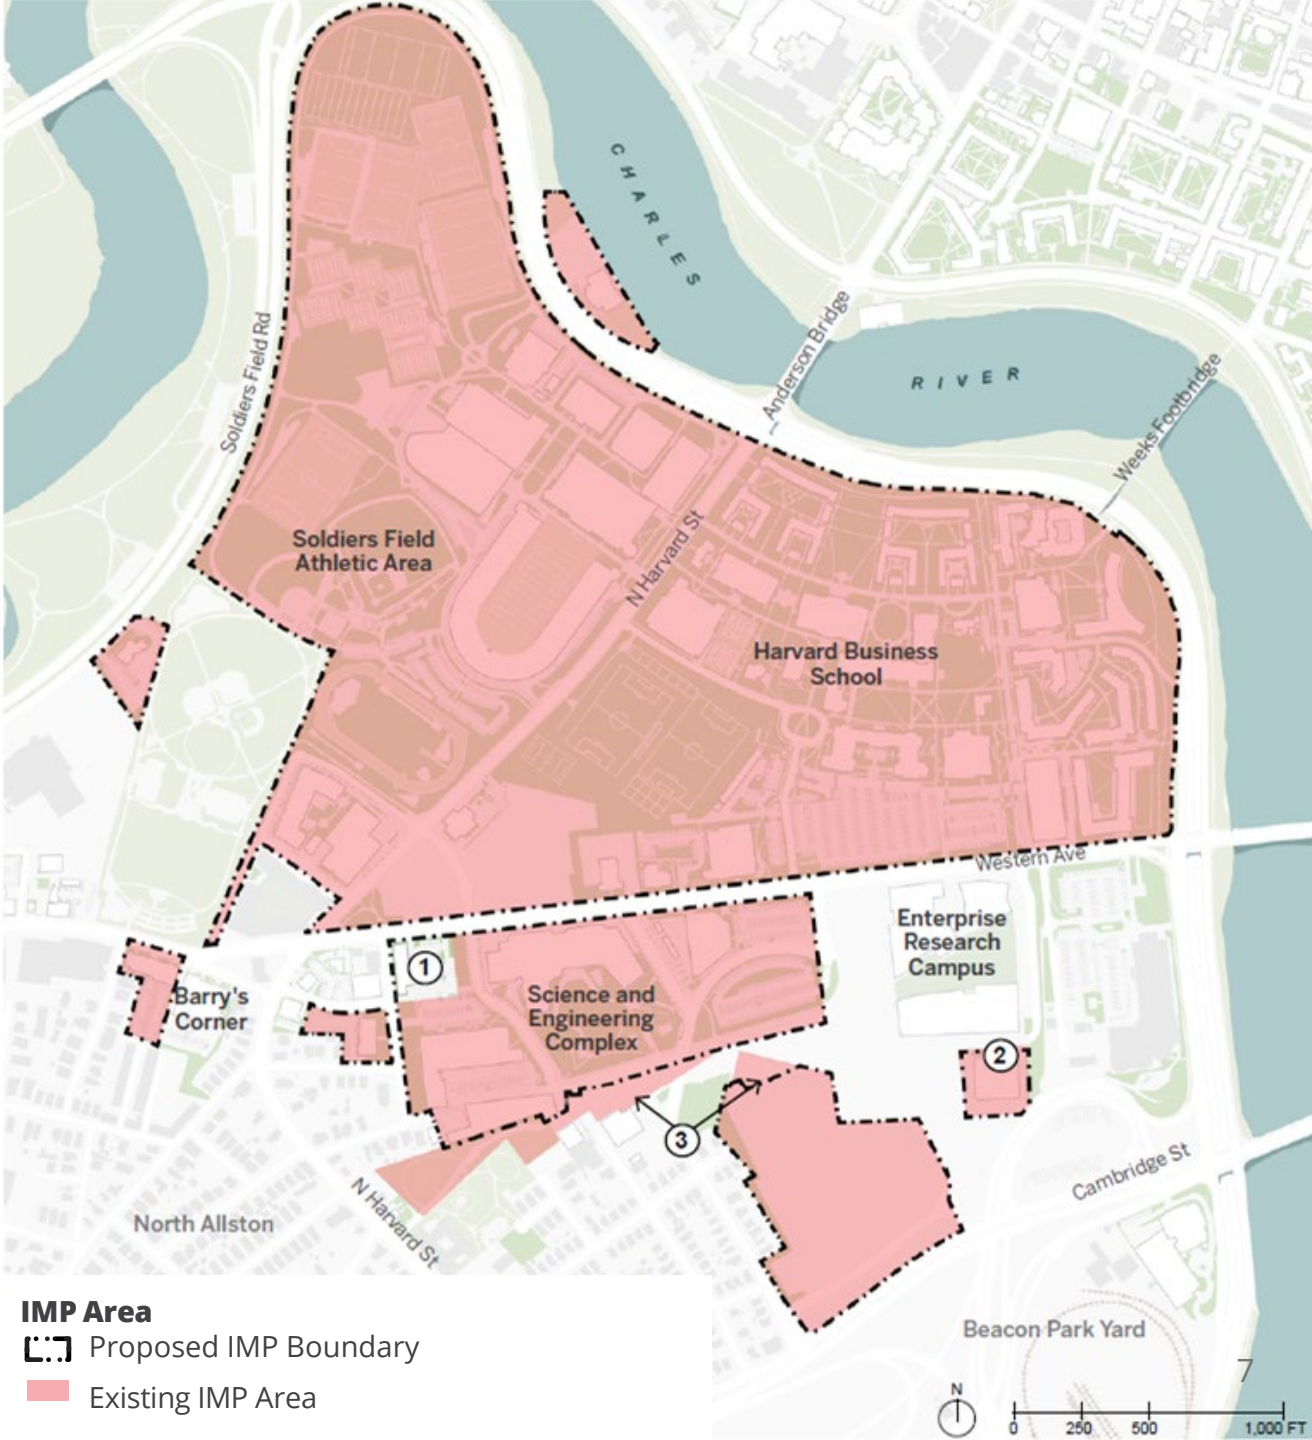 CHARLES
RIVER
Anderson Bridge
Weeks Footbridge
Soldiers Field Rd
Soldiers Field
Athletic Area
N Harvard St
Harvard Business
School
Western Ave
1
Enterprise
Research
Campus
Barry's
Corner
Science and
Engineering
Complex
2
3
Cambridge St
N Harvard St
North Allston
IMP Area
Proposed IMP Boundary
Existing IMP Area
Beacon Park Yard
7
N
0 250 500 1,000 FT